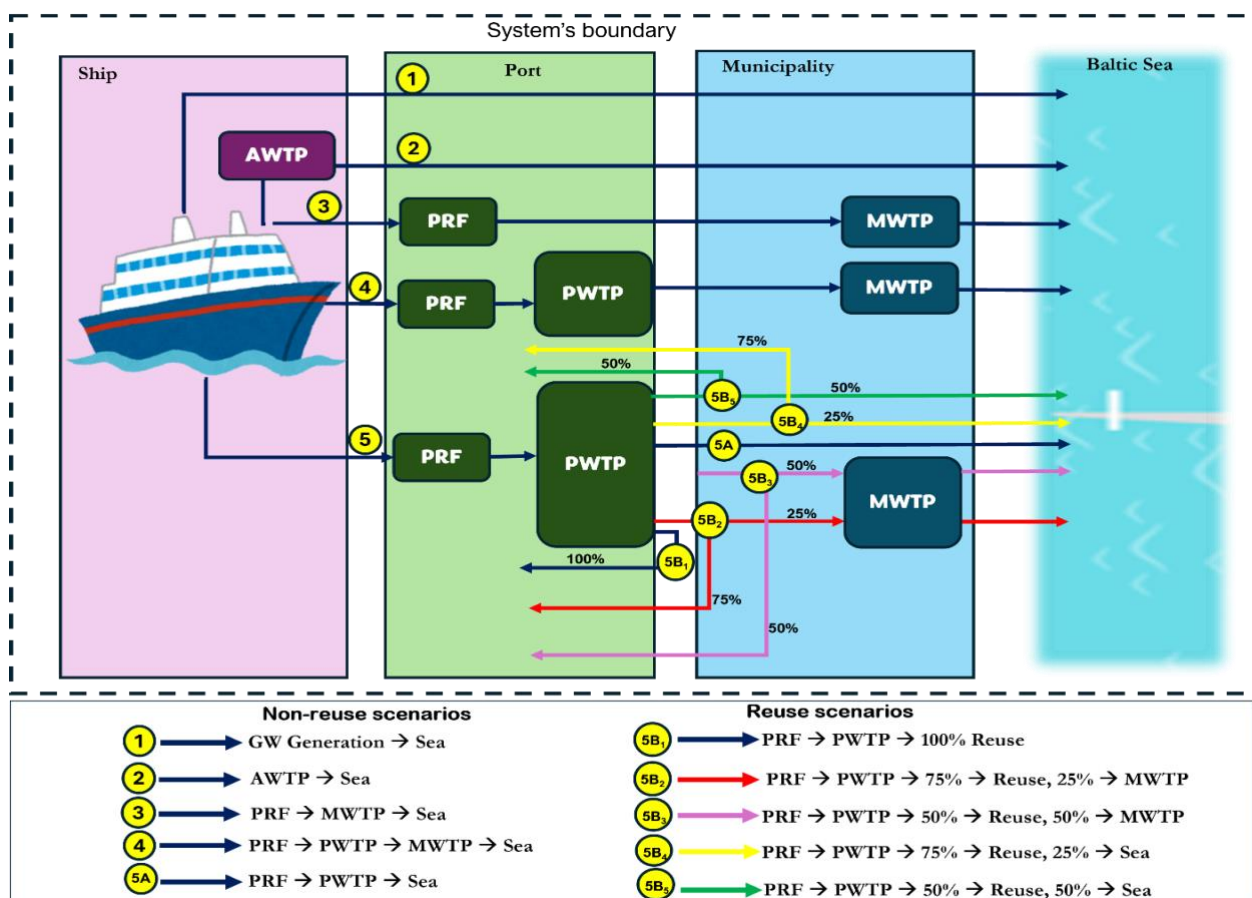 System's boundary
Ship
Port
Municipality
Baltic Sea
1
AWTP
2
3
PRF
MWTP
4
PRF
PWTP
MWTP
75%
50%
5B₅
50%
5B₄
25%
5
PRF
PWTP
5A
5B₃
50%
MWTP
5B₂
25%
100%
5B₁
75%
50%
Non-reuse scenarios
1 GW Generation → Sea
2 AWTP → Sea
3 PRF → MWTP → Sea
4 PRF → PWTP → MWTP → Sea
5A PRF → PWTP → Sea
Reuse scenarios
5B₁ PRF → PWTP → 100% Reuse
5B₂ PRF → PWTP → 75% → Reuse, 25% → MWTP
5B₃ PRF → PWTP → 50% → Reuse, 50% → MWTP
5B₄ PRF → PWTP → 75% → Reuse, 25% → Sea
5B₅ PRF → PWTP → 50% → Reuse, 50% → Sea